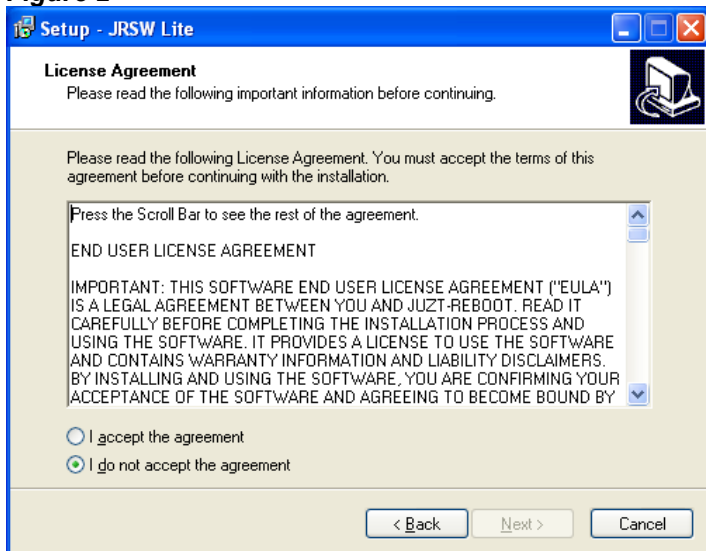 Setup - JRSW Lite
License Agreement
Please read the following important information before continuing.
Please read the following License Agreement. You must accept the terms of this
agreement before continuing with the installation.
Press the Scroll Bar to see the rest of the agreement.
END USER LICENSE AGREEMENT
IMPORTANT: THIS SOFTWARE END USER LICENSE AGREEMENT ("EULA")
IS A LEGAL AGREEMENT BETWEEN YOU AND JUZT-REBOOT. READ IT
CAREFULLY BEFORE COMPLETING THE INSTALLATION PROCESS AND
USING THE SOFTWARE. IT PROVIDES A LICENSE TO USE THE SOFTWARE
AND CONTAINS WARRANTY INFORMATION AND LIABILITY DISCLAIMERS.
BY INSTALLING AND USING THE SOFTWARE, YOU ARE CONFIRMING YOUR
ACCEPTANCE OF THE SOFTWARE AND AGREEING TO BECOME BOUND BY
I accept the agreement
I do not accept the agreement
< Back Next > Cancel